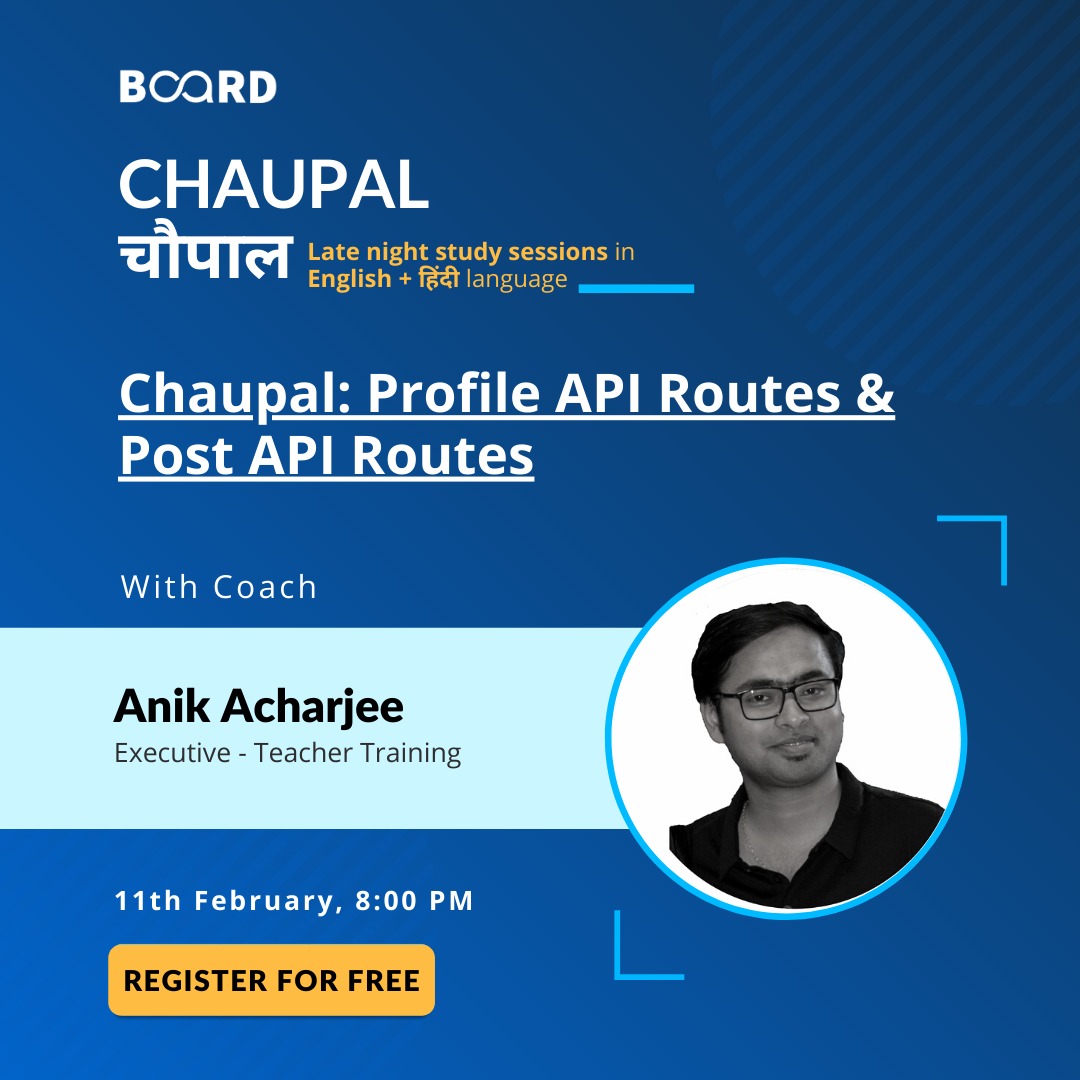 BOARD
CHAUPAL
चौपाल
Late night study sessions in
English + हिंदी language
Chaupal: Profile API Routes &
Post API Routes
With Coach
Anik Acharjee
Executive - Teacher Training
11th February, 8:00 PM
REGISTER FOR FREE